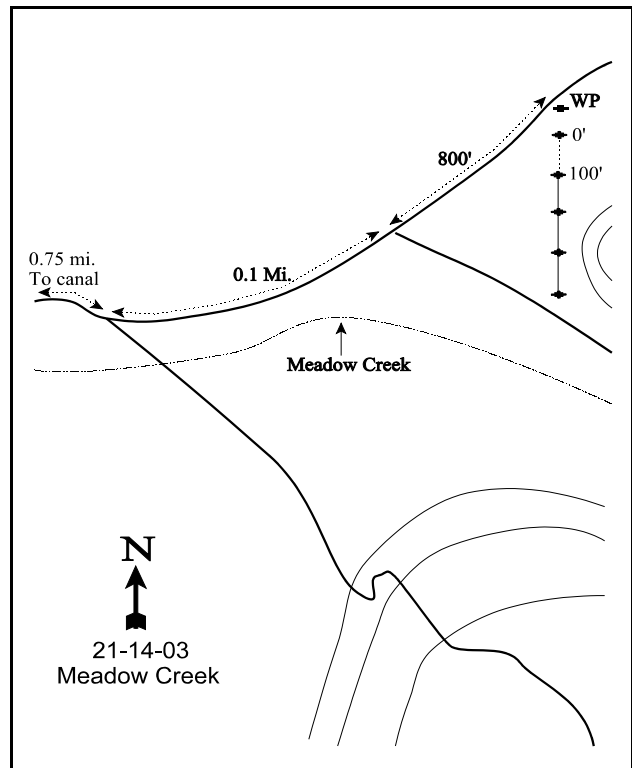 WP
0'
800'
100'
0.75 mi.
To canal
0.1 Mi.
Meadow Creek
N
21-14-03
Meadow Creek